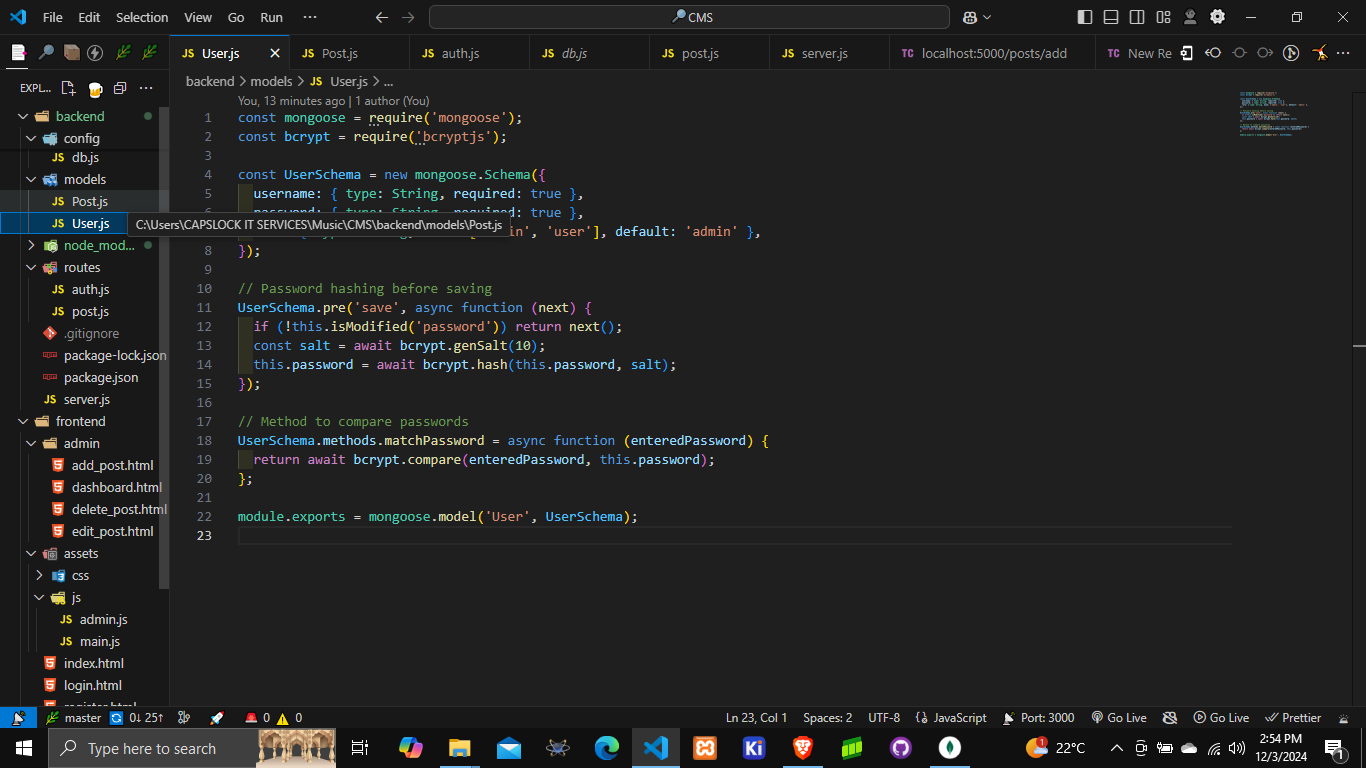 File Edit Selection View Go Run ... CMS
User.js Post.js auth.js db.js post.js server.js TC localhost:5000/posts/add TC New Re
EXPL...
backend > models > JS User.js > ...
backend
config
JS db.js
models
JS Post.js
JS User.js
node_mod...
routes
JS auth.js
JS post.js
.gitignore
package-lock.json
package.json
JS server.js
frontend
admin
add_post.html
dashboard.html
delete_post.html
edit_post.html
assets
css
js
JS admin.js
JS main.js
index.html
login.html
C:\Users\CAPSLOCK IT SERVICES\Music\CMS\backend\models\Post.js
You, 13 minutes ago | 1 author (You)
1 const mongoose = require('mongoose');
2 const bcrypt = require('bcryptjs');
3
4 const UserSchema = new mongoose.Schema({
5 username: { type: String, required: true },
password: { type: String, required: true },
'user'], default: 'admin' },
8 });
9
10 // Password hashing before saving
11 UserSchema.pre('save', async function (next) {
12 if (!this.isModified('password')) return next();
13 const salt = await bcrypt.genSalt(10);
14 this.password = await bcrypt.hash(this.password, salt);
15 });
16
17 // Method to compare passwords
18 UserSchema.methods.matchPassword = async function (enteredPassword) {
19 return await bcrypt.compare(enteredPassword, this.password);
20 };
21
22 module.exports = mongoose.model('User', UserSchema);
23
master 0↓ 25↑ 0 0 Ln 23, Col 1 Spaces: 2 UTF-8 {} JavaScript Port: 3000 Go Live Go Live Prettier
Type here to search Ki 1 22°C 2:54 PM
12/3/2024 1